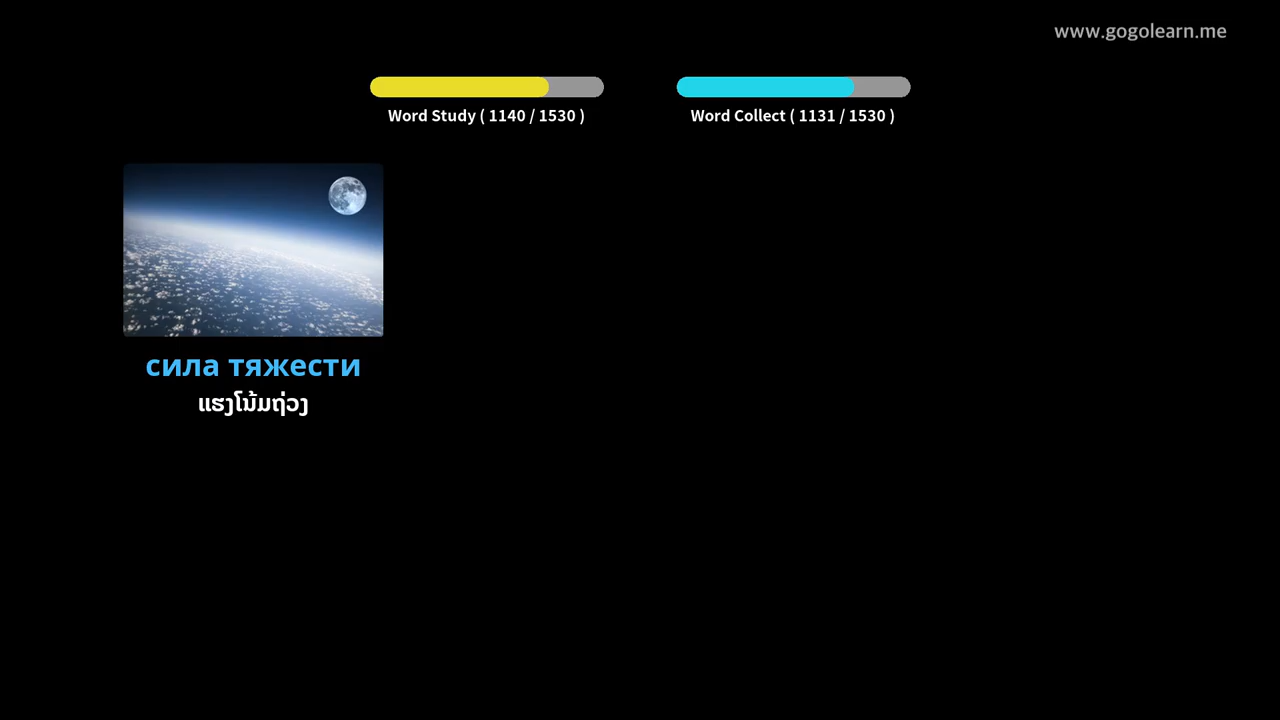 www.gogolearn.me
Word Study ( 1140 / 1530 )
Word Collect ( 1131 / 1530 )
сила тяжести
ແຮງໂນ້ມຖ່ວງ